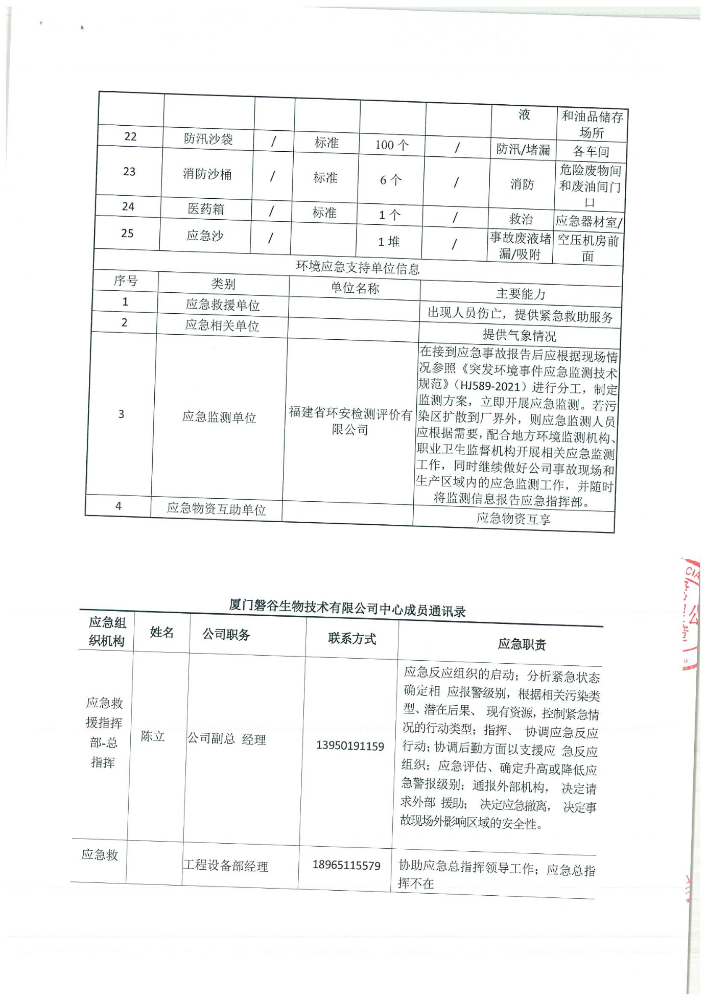 液 和油品储存
场所
22 防汛沙袋 / 标准 100 个 / 防汛/堵漏 各车间
23 消防沙桶 / 标准 6 个 / 消防 危险废物间
和废油间门
口
24 医药箱 / 标准 1 个 / 救治 应急器材室/
25 应急沙 / 1 堆 / 事故废液堵 空压机房前
漏/吸附 面
环境应急支持单位信息
序号 类别 单位名称 主要能力
1 应急救援单位 出现人员伤亡，提供紧急救助服务
2 应急相关单位 提供气象情况
3 应急监测单位 福建省环安检测评价有
限公司
在接到应急事故报告后应根据现场情
况参照《突发环境事件应急监测技术
规范》（HJ589-2021）进行分工，制定
监测方案，立即开展应急监测。若污
染区扩散到厂界外，则应急监测人员
应根据需要，配合地方环境监测机构、
职业卫生监督机构开展相关应急监测
工作，同时继续做好公司事故现场和
生产区域内的应急监测工作，并随时
将监测信息报告应急指挥部。
4 应急物资互助单位 应急物资互享
厦门磐谷生物技术有限公司中心成员通讯录
应急组
织机构
姓名 公司职务 联系方式 应急职责
应急救
援指挥
部-总
指挥
陈立 公司副总 经理 13950191159
应急反应组织的启动；分析紧急状态
确定相 应报警级别，根据相关污染类
型、潜在后果、 现有资源，控制紧急情
况的行动类型；指挥、 协调应急反应
行动；协调后勤方面以支援应 急反应
组织；应急评估、确定升高或降低应
急警报级别；通报外部机构， 决定请
求外部 援助； 决定应急撤离， 决定事
故现场外影响区域的安全性。
应急救 工程设备部经理 18965115579 协助应急总指挥领导工作；应急总指
挥不在
CIA
公